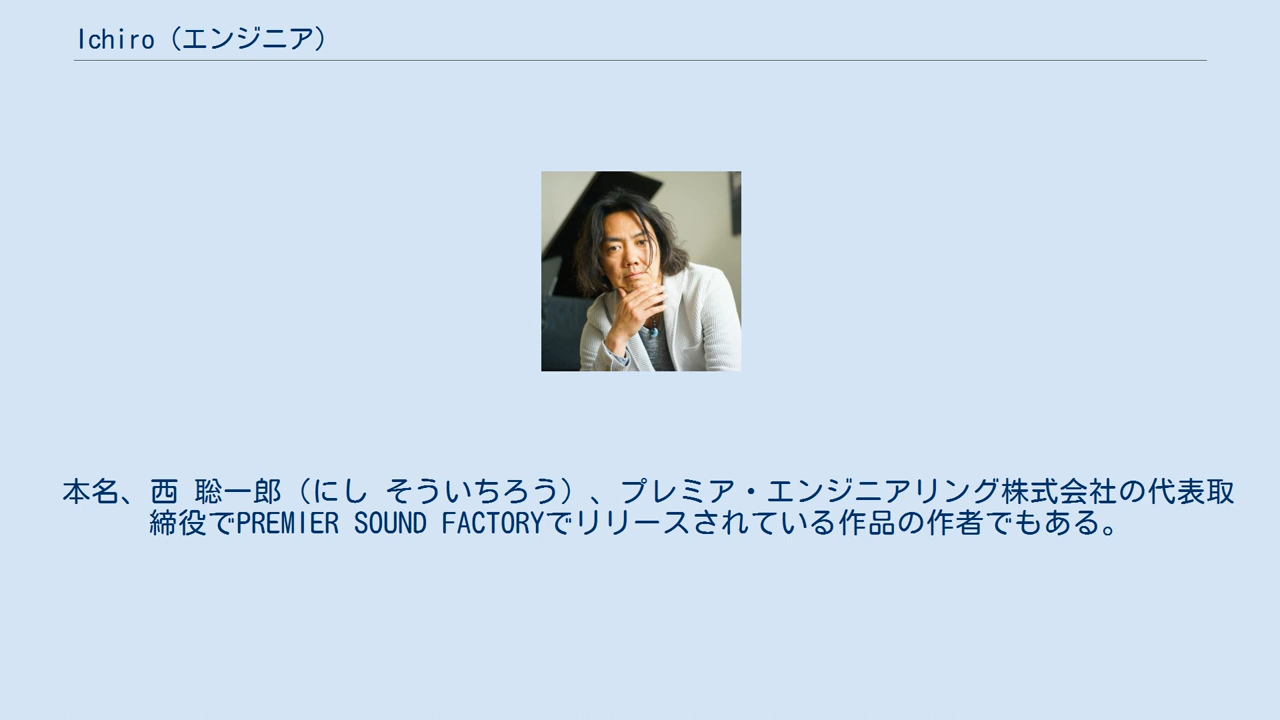 Ichiro（エンジニア）
本名、西 聡一郎（にし そういちろう）、プレミア・エンジニアリング株式会社の代表取
締役でPREMIER SOUND FACTORYでリリースされている作品の作者でもある。